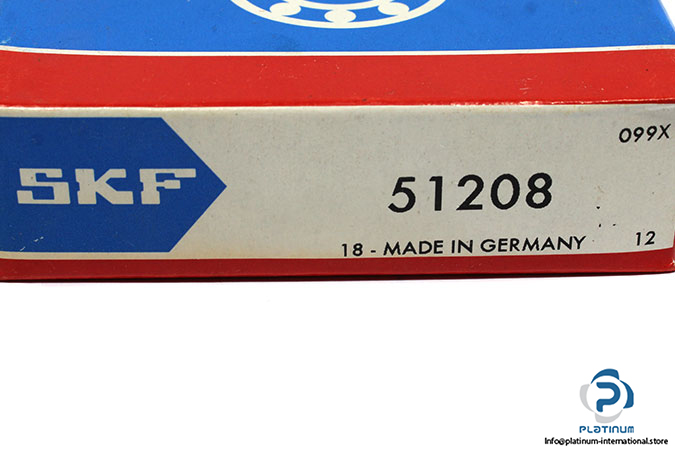 099X
SKF
51208
18 - MADE IN GERMANY 12
P
PLATINUM
Info@platinum-international.store